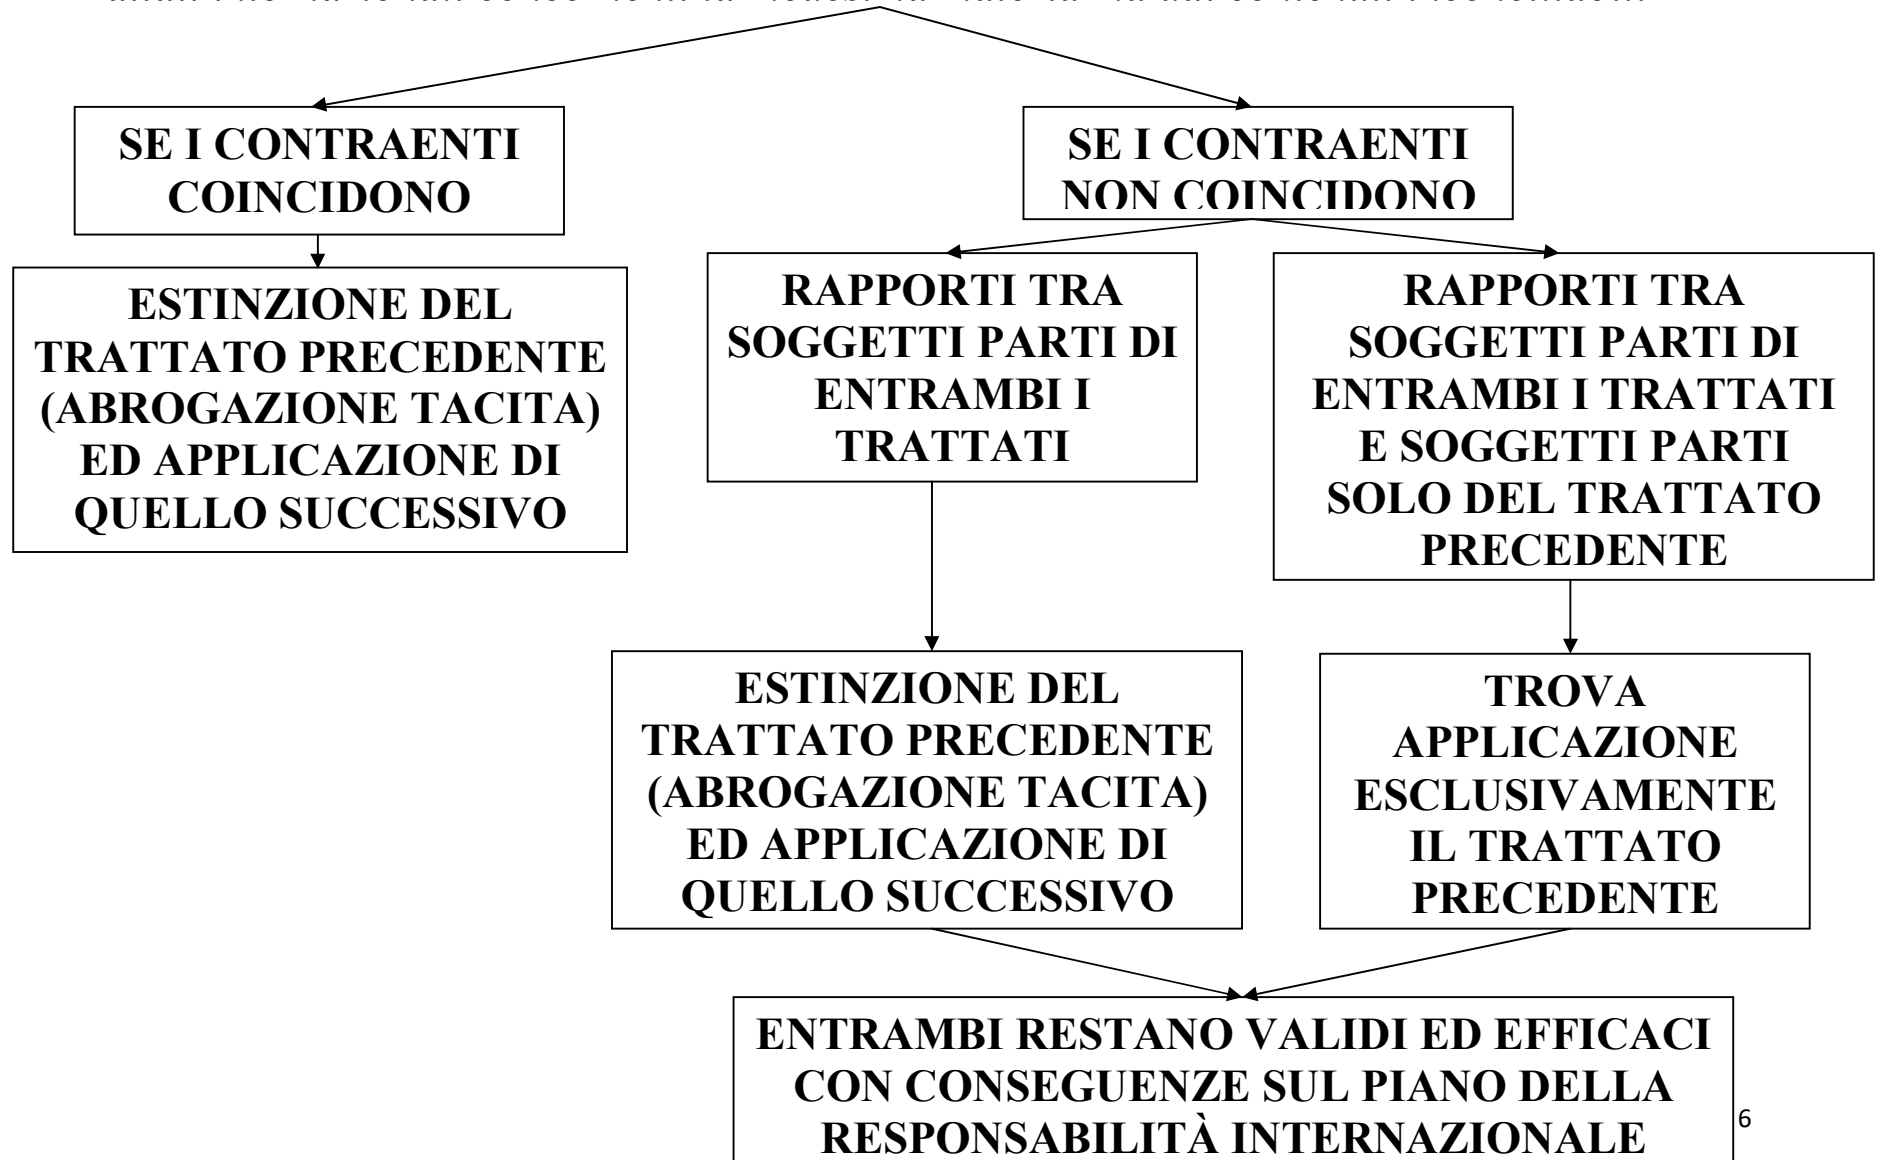 SE I CONTRAENTI
COINCIDONO
SE I CONTRAENTI
NON COINCIDONO
ESTINZIONE DEL
TRATTATO PRECEDENTE
(ABROGAZIONE TACITA)
ED APPLICAZIONE DI
QUELLO SUCCESSIVO
RAPPORTI TRA
SOGGETTI PARTI DI
ENTRAMBI I
TRATTATI
RAPPORTI TRA
SOGGETTI PARTI DI
ENTRAMBI I TRATTATI
E SOGGETTI PARTI
SOLO DEL TRATTATO
PRECEDENTE
ESTINZIONE DEL
TRATTATO PRECEDENTE
(ABROGAZIONE TACITA)
ED APPLICAZIONE DI
QUELLO SUCCESSIVO
TROVA
APPLICAZIONE
ESCLUSIVAMENTE
IL TRATTATO
PRECEDENTE
ENTRAMBI RESTANO VALIDI ED EFFICACI
CON CONSEGUENZE SUL PIANO DELLA
RESPONSABILITÀ INTERNAZIONALE
6